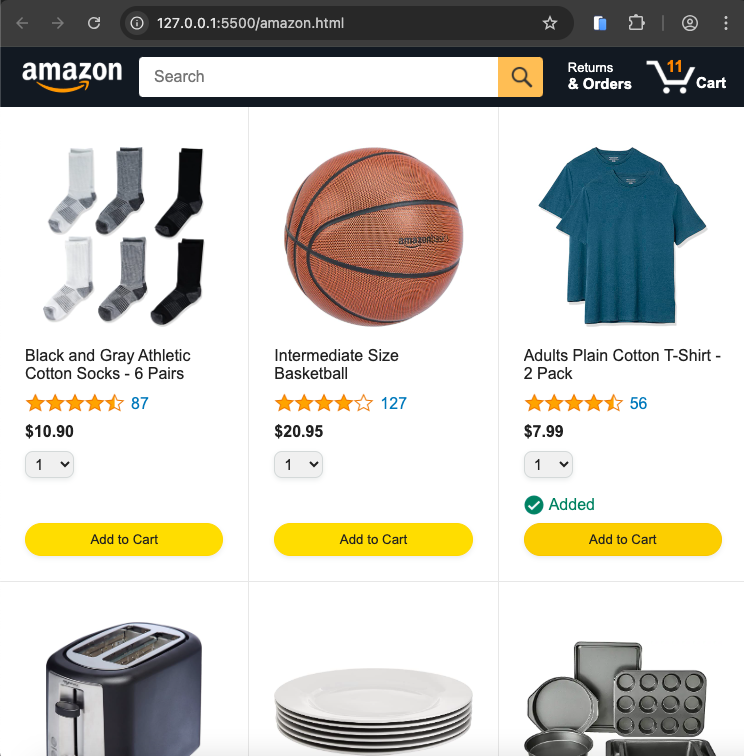 127.0.0.1:5500/amazon.html
amazon
Search
Returns
& Orders
11
Cart
amazonbasics
Black and Gray Athletic
Cotton Socks - 6 Pairs
87
$10.90
1
Add to Cart
Intermediate Size
Basketball
127
$20.95
1
Add to Cart
Adults Plain Cotton T-Shirt -
2 Pack
56
$7.99
1
Added
Add to Cart